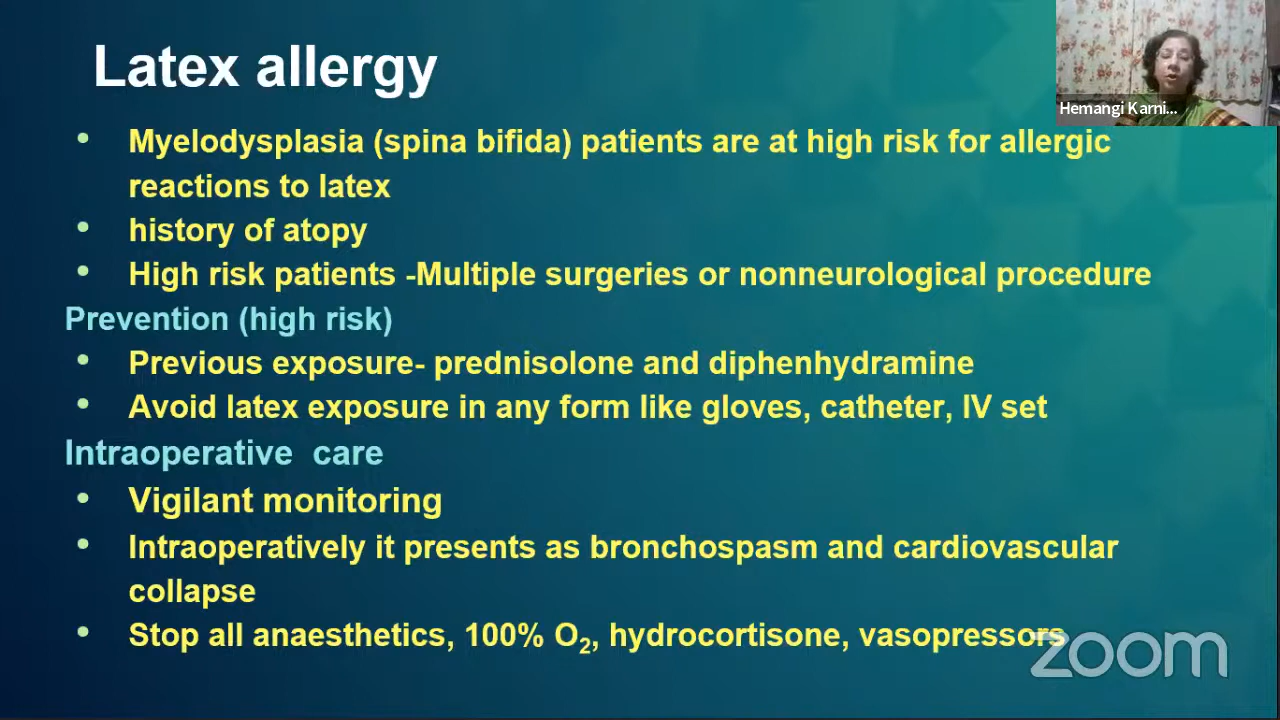 Latex allergy
Hemangi Karni...
• Myelodysplasia (spina bifida) patients are at high risk for allergic
reactions to latex
• history of atopy
• High risk patients -Multiple surgeries or nonneurological procedure
Prevention (high risk)
• Previous exposure- prednisolone and diphenhydramine
• Avoid latex exposure in any form like gloves, catheter, IV set
Intraoperative care
• Vigilant monitoring
• Intraoperatively it presents as bronchospasm and cardiovascular
collapse
• Stop all anaesthetics, 100% O₂, hydrocortisone, vasopressors
zoom